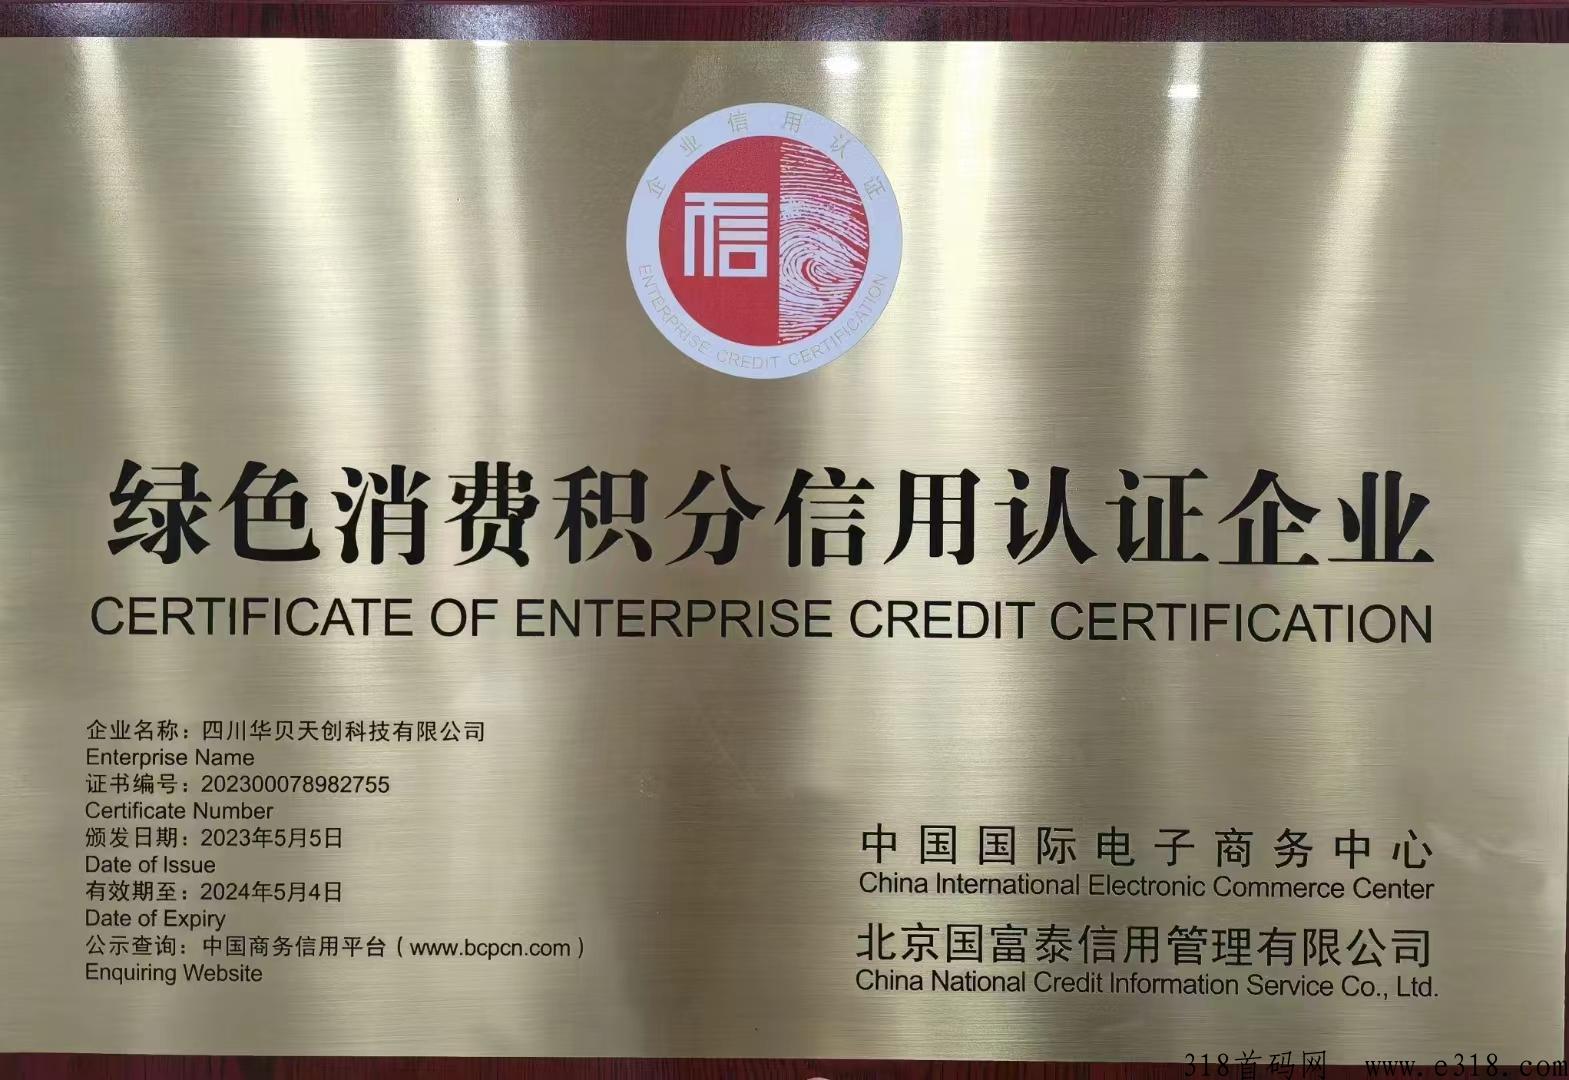 企业信用认证
信
ENTERPRISE CREDIT CERTIFICATION
绿色消费积分信用认证企业
CERTIFICATE OF ENTERPRISE CREDIT CERTIFICATION
企业名称：四川华贝天创科技有限公司
Enterprise Name
证书编号：202300078982755
Certificate Number
颁发日期：2023年5月5日
Date of Issue
有效期至：2024年5月4日
Date of Expiry
公示查询：中国商务信用平台（www.bcpcn.com）
Enquiring Website
中国国际电子商务中心
China International Electronic Commerce Center
北京国富泰信用管理有限公司
China National Credit Information Service Co., Ltd.
318首码网 www.e318.com